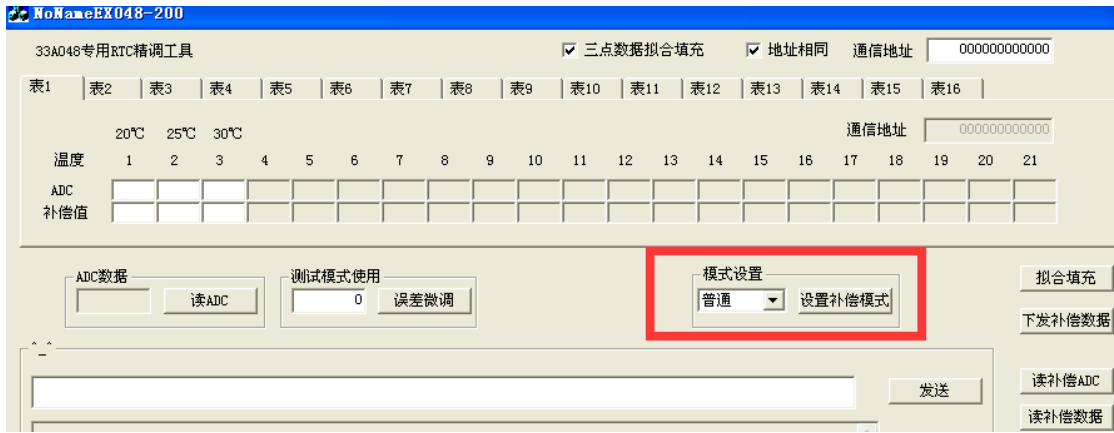 NoNameEX048-200
33A048专用RTC精调工具 三点数据拟合填充 地址相同 通信地址 000000000000
表1 表2 表3 表4 表5 表6 表7 表8 表9 表10 表11 表12 表13 表14 表15 表16
20℃ 25℃ 30℃ 通信地址 000000000000
温度 1 2 3 4 5 6 7 8 9 10 11 12 13 14 15 16 17 18 19 20 21
ADC
补偿值
ADC数据 测试模式使用 模式设置
读ADC 0 误差微调 普通 设置补偿模式 拟合填充
下发补偿数据
^_^
发送 读补偿ADC
读补偿数据